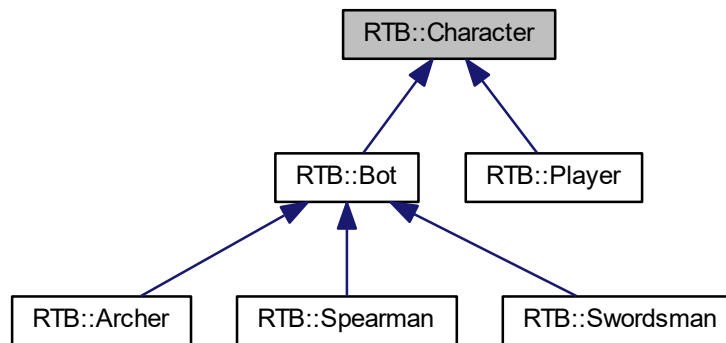 RTB::Character
RTB::Bot
RTB::Player
RTB::Archer
RTB::Spearman
RTB::Swordsman